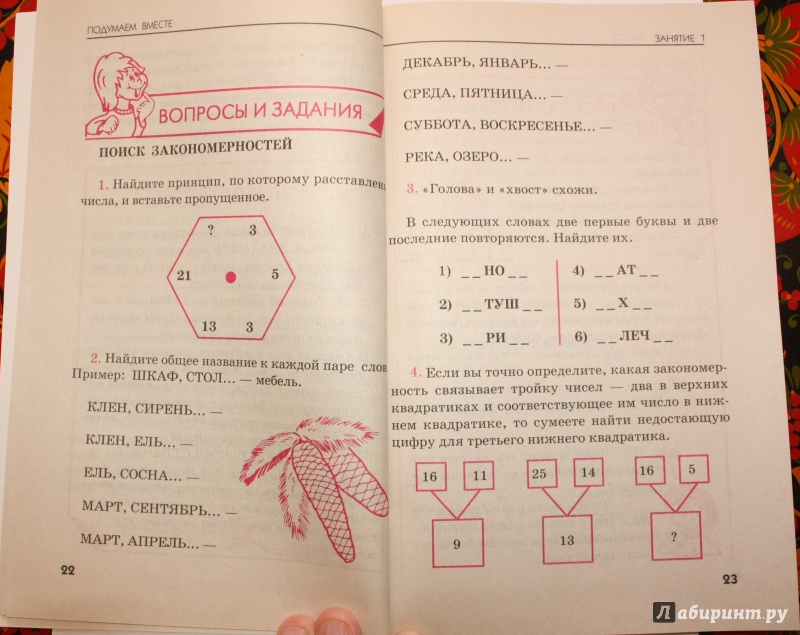 ПОДУМАЕМ ВМЕСТЕ
ВОПРОСЫ И ЗАДАНИЯ
ПОИСК ЗАКОНОМЕРНОСТЕЙ
1. Найдите принцип, по которому расставлен
числа, и вставьте пропущенное.
? 3
21 5
13 3
2. Найдите общее название к каждой паре слов
Пример: ШКАФ, СТОЛ... — мебель.
КЛЕН, СИРЕНЬ... —
КЛЕН, ЕЛЬ... —
ЕЛЬ, СОСНА... —
МАРТ, СЕНТЯБРЬ... —
МАРТ, АПРЕЛЬ... —
22
ЗАНЯТИЕ 1
ДЕКАБРЬ, ЯНВАРЬ... —
СРЕДА, ПЯТНИЦА... —
СУББОТА, ВОСКРЕСЕНЬЕ... —
РЕКА, ОЗЕРО... —
3. «Голова» и «хвост» схожи.
В следующих словах две первые буквы и две
последние повторяются. Найдите их.
1) _ _ НО _ _ 4) _ _ АТ _ _
2) _ _ ТУШ _ _ 5) _ _ Х _ _
3) _ _ РИ _ _ 6) _ _ ЛЕЧ _ _
4. Если вы точно определите, какая закономер-
ность связывает тройку чисел — два в верхних
квадратиках и соответствующее им число в ниж-
нем квадратике, то сумеете найти недостающую
цифру для третьего нижнего квадратика.
16 11 25 14 16 5
9 13 ?
23
Лабиринт.ру